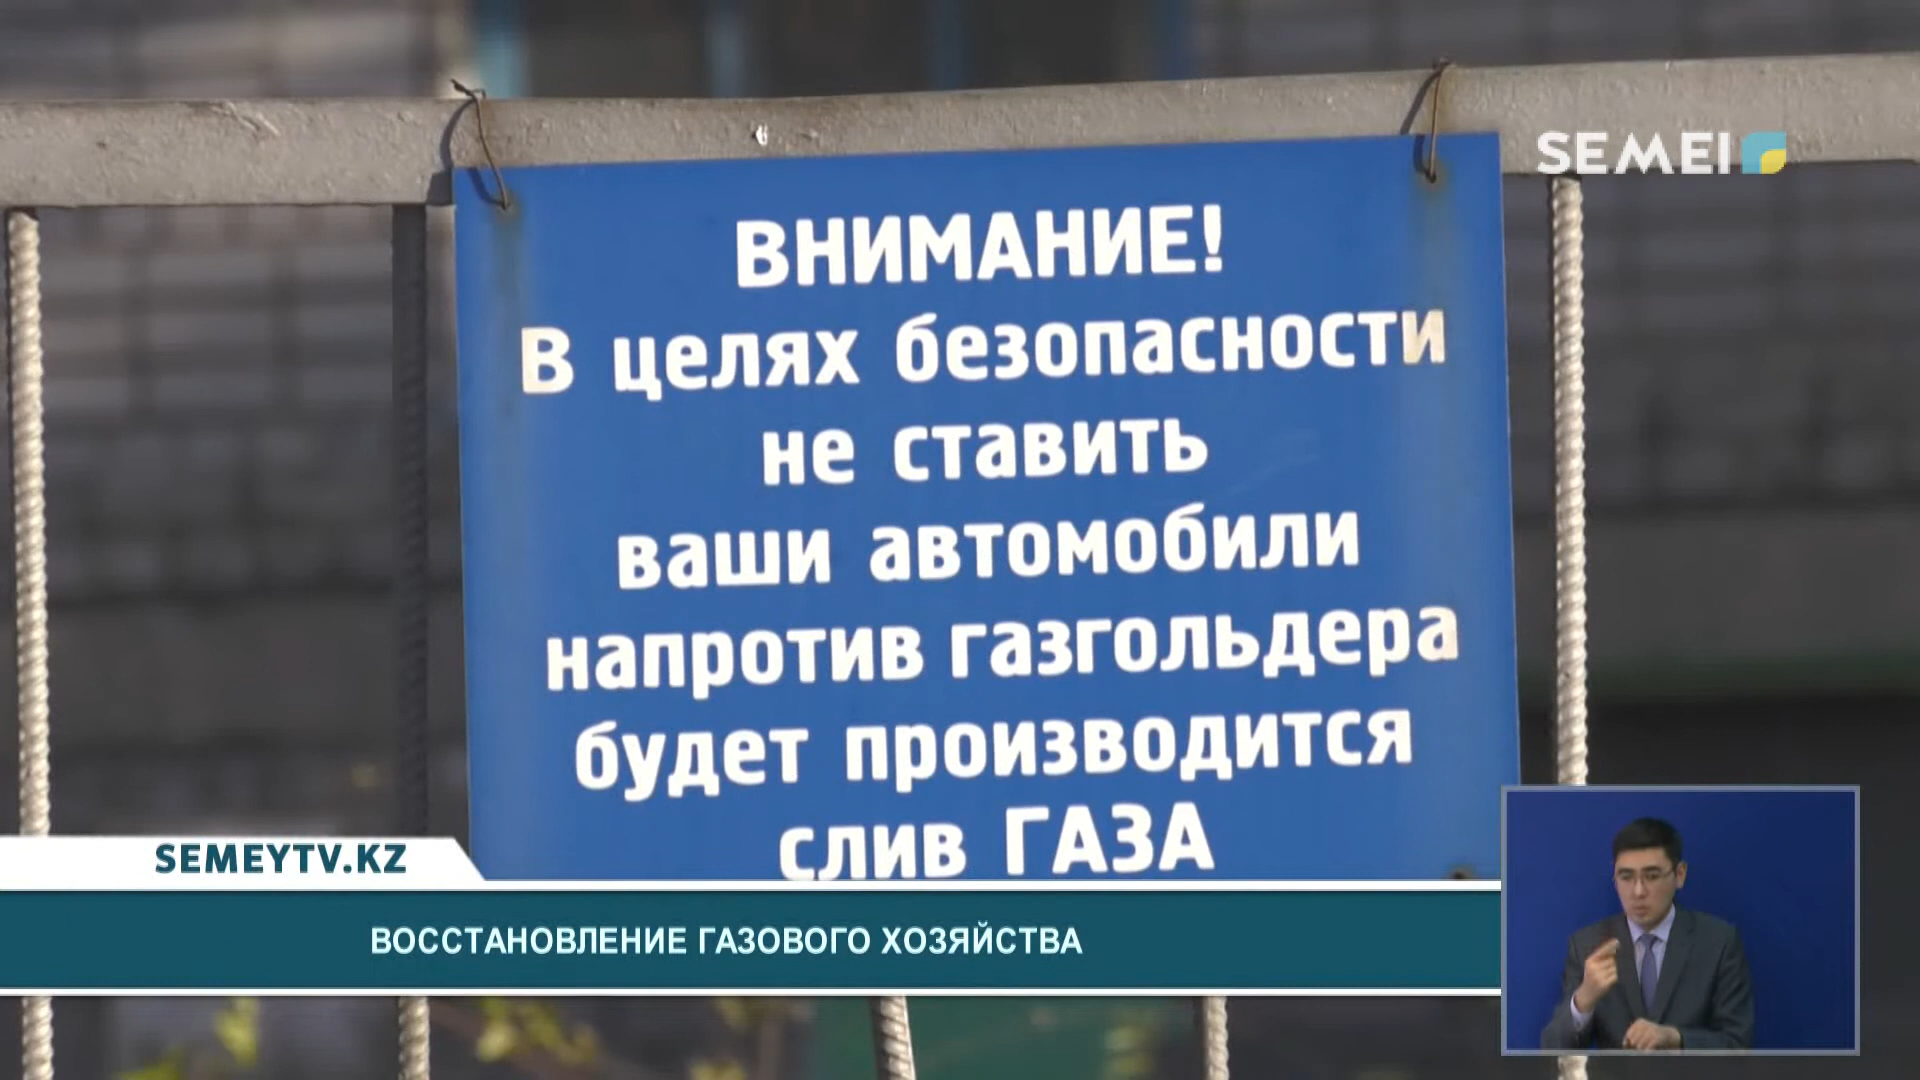 SEMEI
ВНИМАНИЕ!
В целях безопасности
не ставить
ваши автомобили
напротив газгольдера
будет производится
слив ГАЗА
SEMEYTV.KZ
ВОССТАНОВЛЕНИЕ ГАЗОВОГО ХОЗЯЙСТВА